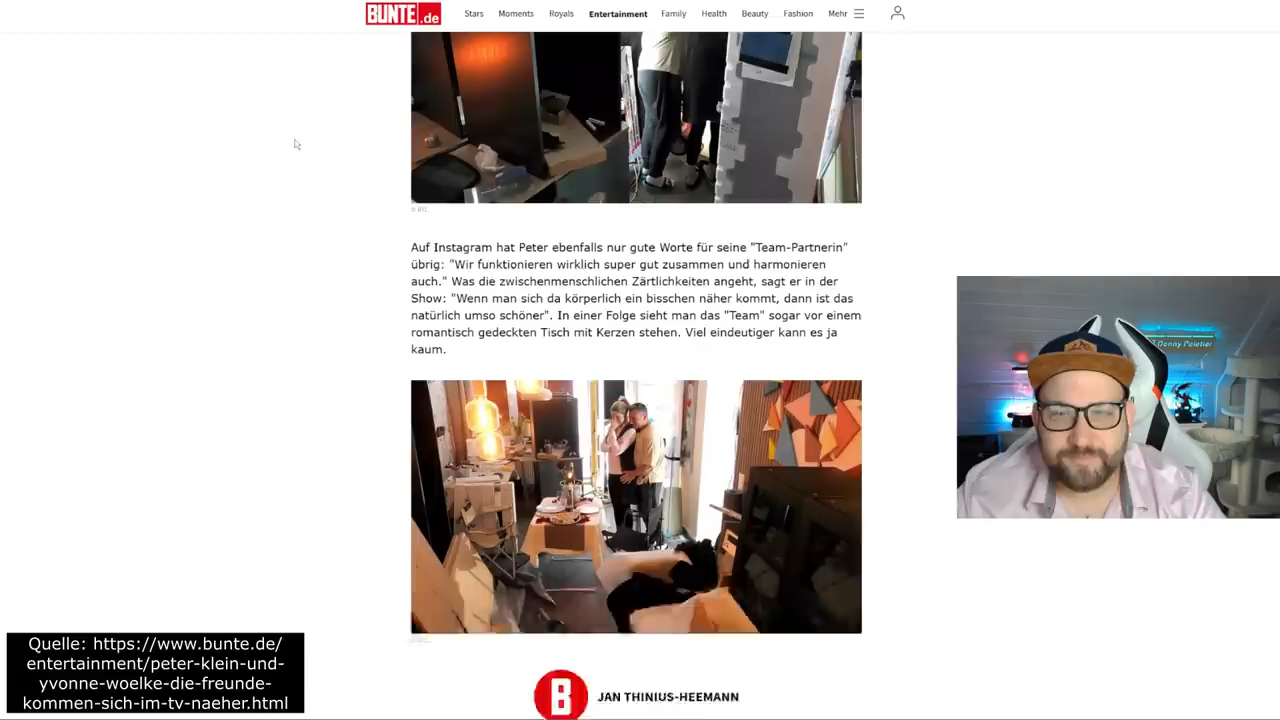 BUNTE.de
Stars Moments Royals Entertainment Family Health Beauty Fashion Mehr
© RTL
Auf Instagram hat Peter ebenfalls nur gute Worte für seine "Team-Partnerin"
übrig: "Wir funktionieren wirklich super gut zusammen und harmonieren
auch." Was die zwischenmenschlichen Zärtlichkeiten angeht, sagt er in der
Show: "Wenn man sich da körperlich ein bisschen näher kommt, dann ist das
natürlich umso schöner". In einer Folge sieht man das "Team" sogar vor einem
romantisch gedeckten Tisch mit Kerzen stehen. Viel eindeutiger kann es ja
kaum.
Quelle: https://www.bunte.de/
entertainment/peter-klein-und-
yvonne-woelke-die-freunde-
kommen-sich-im-tv-naeher.html
B
JAN THINIUS-HEEMANN